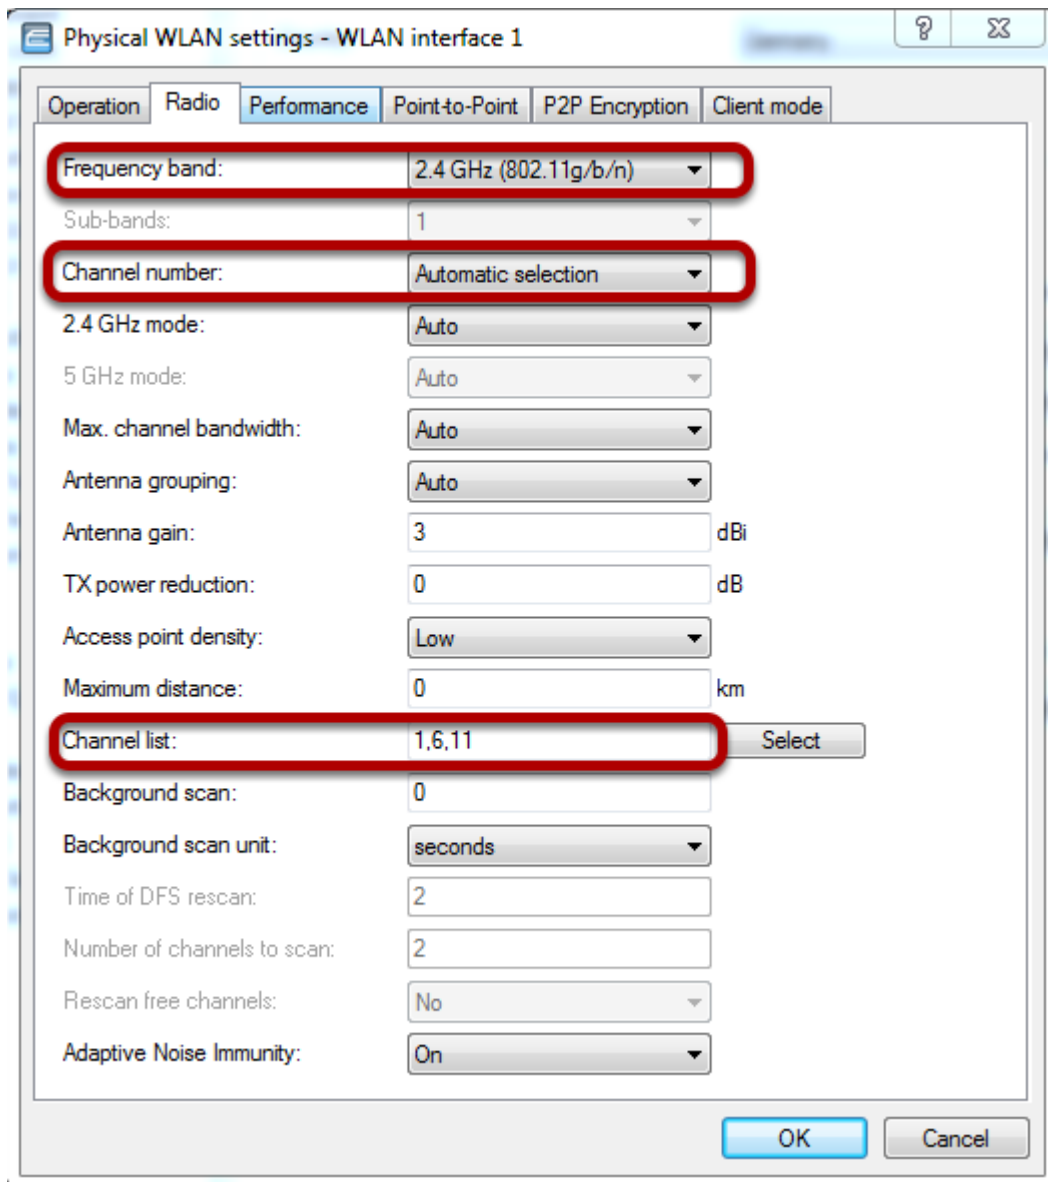 Physical WLAN settings - WLAN interface 1
Operation Radio Performance Point-to-Point P2P Encryption Client mode
Frequency band: 2.4 GHz (802.11g/b/n)
Sub-bands: 1
Channel number: Automatic selection
2.4 GHz mode: Auto
5 GHz mode: Auto
Max. channel bandwidth: Auto
Antenna grouping: Auto
Antenna gain: 3 dBi
TX power reduction: 0 dB
Access point density: Low
Maximum distance: 0 km
Channel list: 1,6,11 Select
Background scan: 0
Background scan unit: seconds
Time of DFS rescan: 2
Number of channels to scan: 2
Rescan free channels: No
Adaptive Noise Immunity: On
OK Cancel